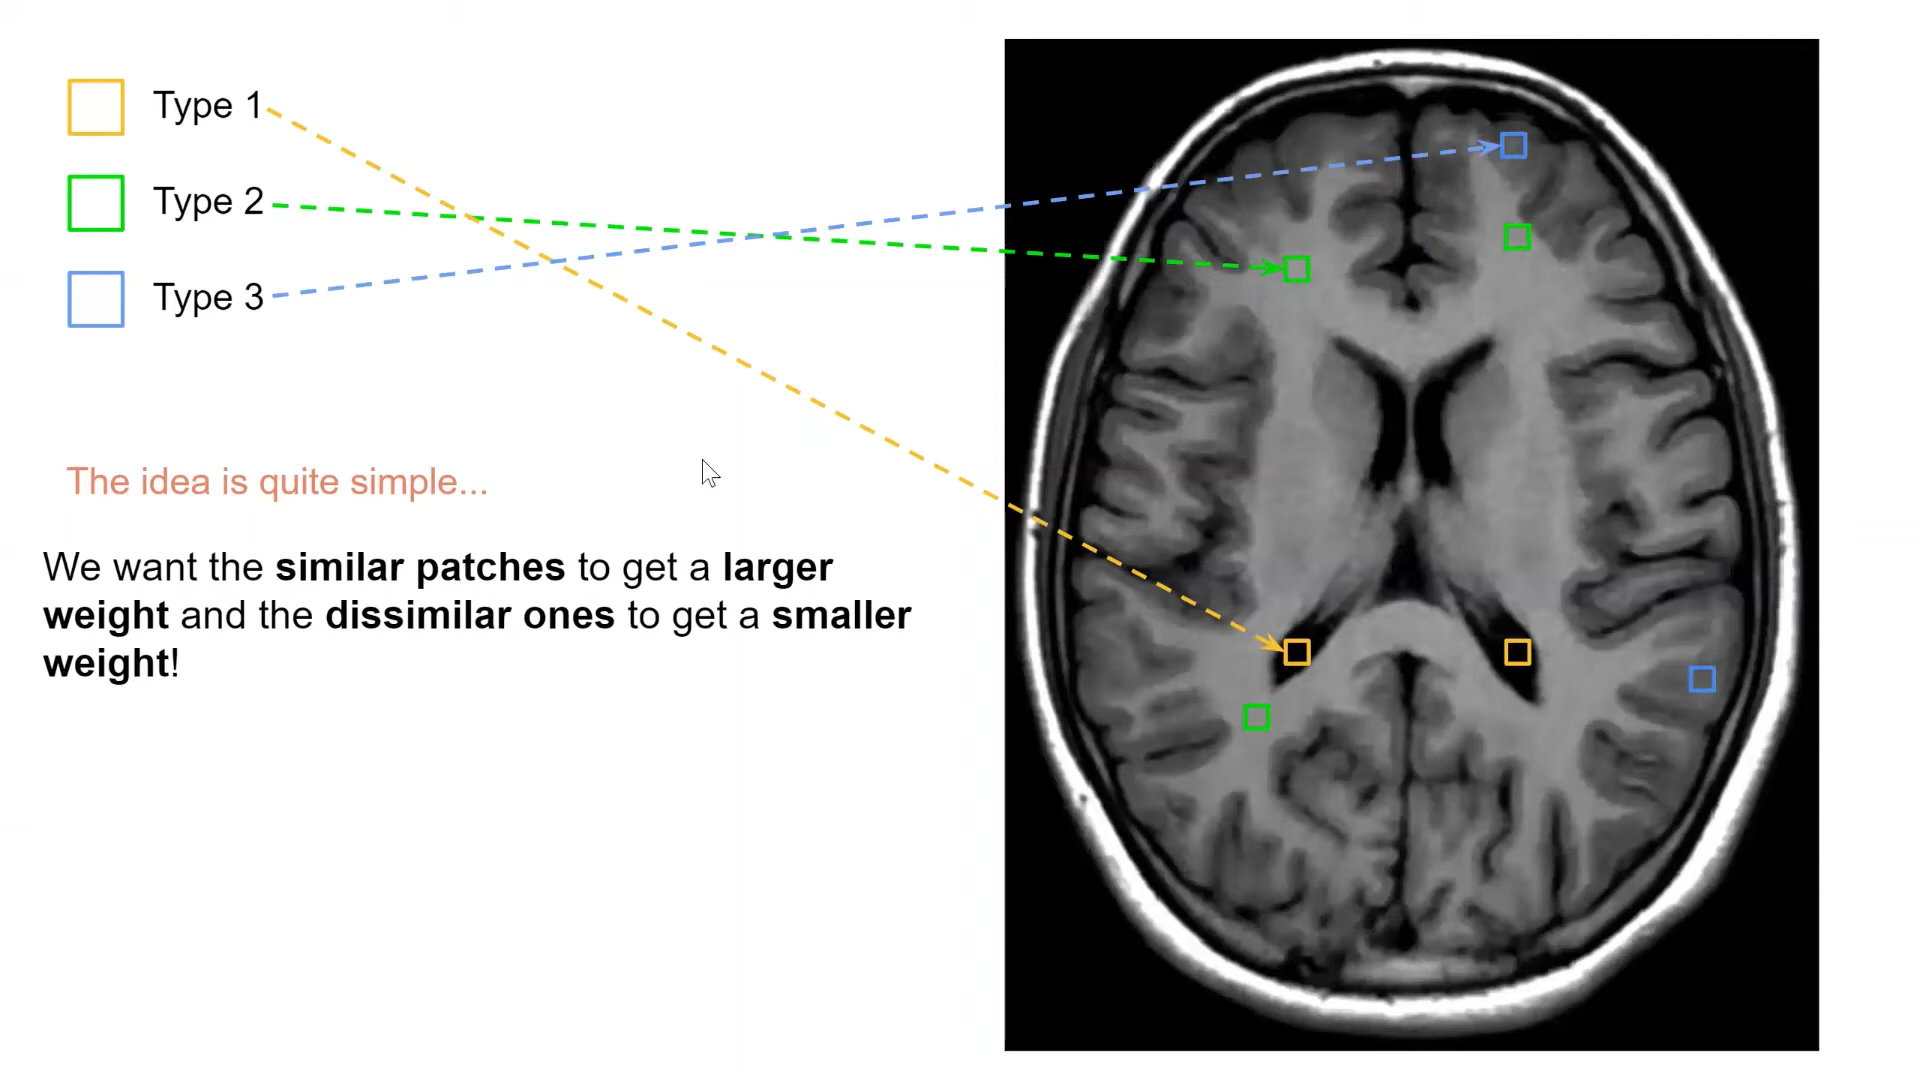 Type 1
Type 2
Type 3
The idea is quite simple...
We want the similar patches to get a larger
weight and the dissimilar ones to get a smaller
weight!